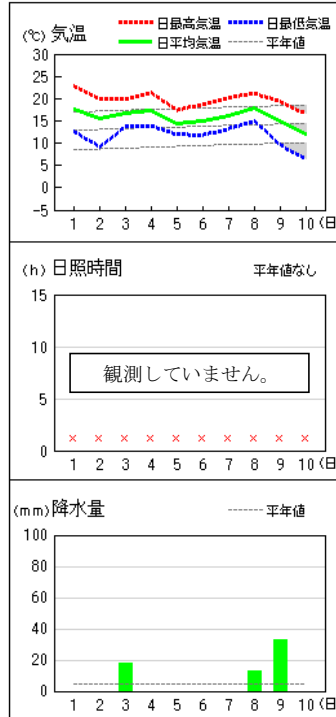 (℃) 気温 日最高気温 日最低気温
日平均気温 平年値
30
25
20
15
10
5
0
-5
1 2 3 4 5 6 7 8 9 10 (日
(h) 日照時間 平年値なし
15
10
観測していません。
5
0
× × × × × × × × × ×
1 2 3 4 5 6 7 8 9 10 (日
(mm)降水量 平年値
100
80
60
40
20
0
1 2 3 4 5 6 7 8 9 10 (日